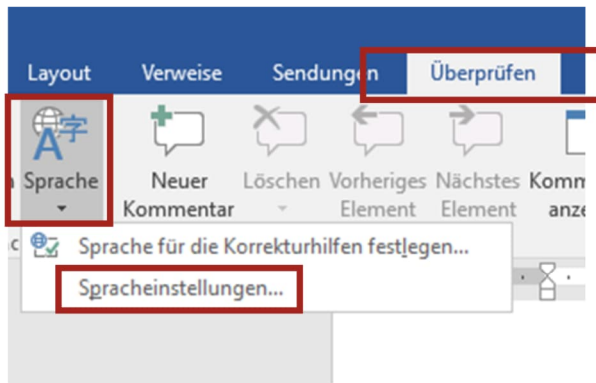 Layout Verweise Sendungen Überprüfen
Sprache Neuer Löschen Vorheriges Nächstes
Kommentar Element Element
Sprache für die Korrekturhilfen festlegen...
Spracheinstellungen...